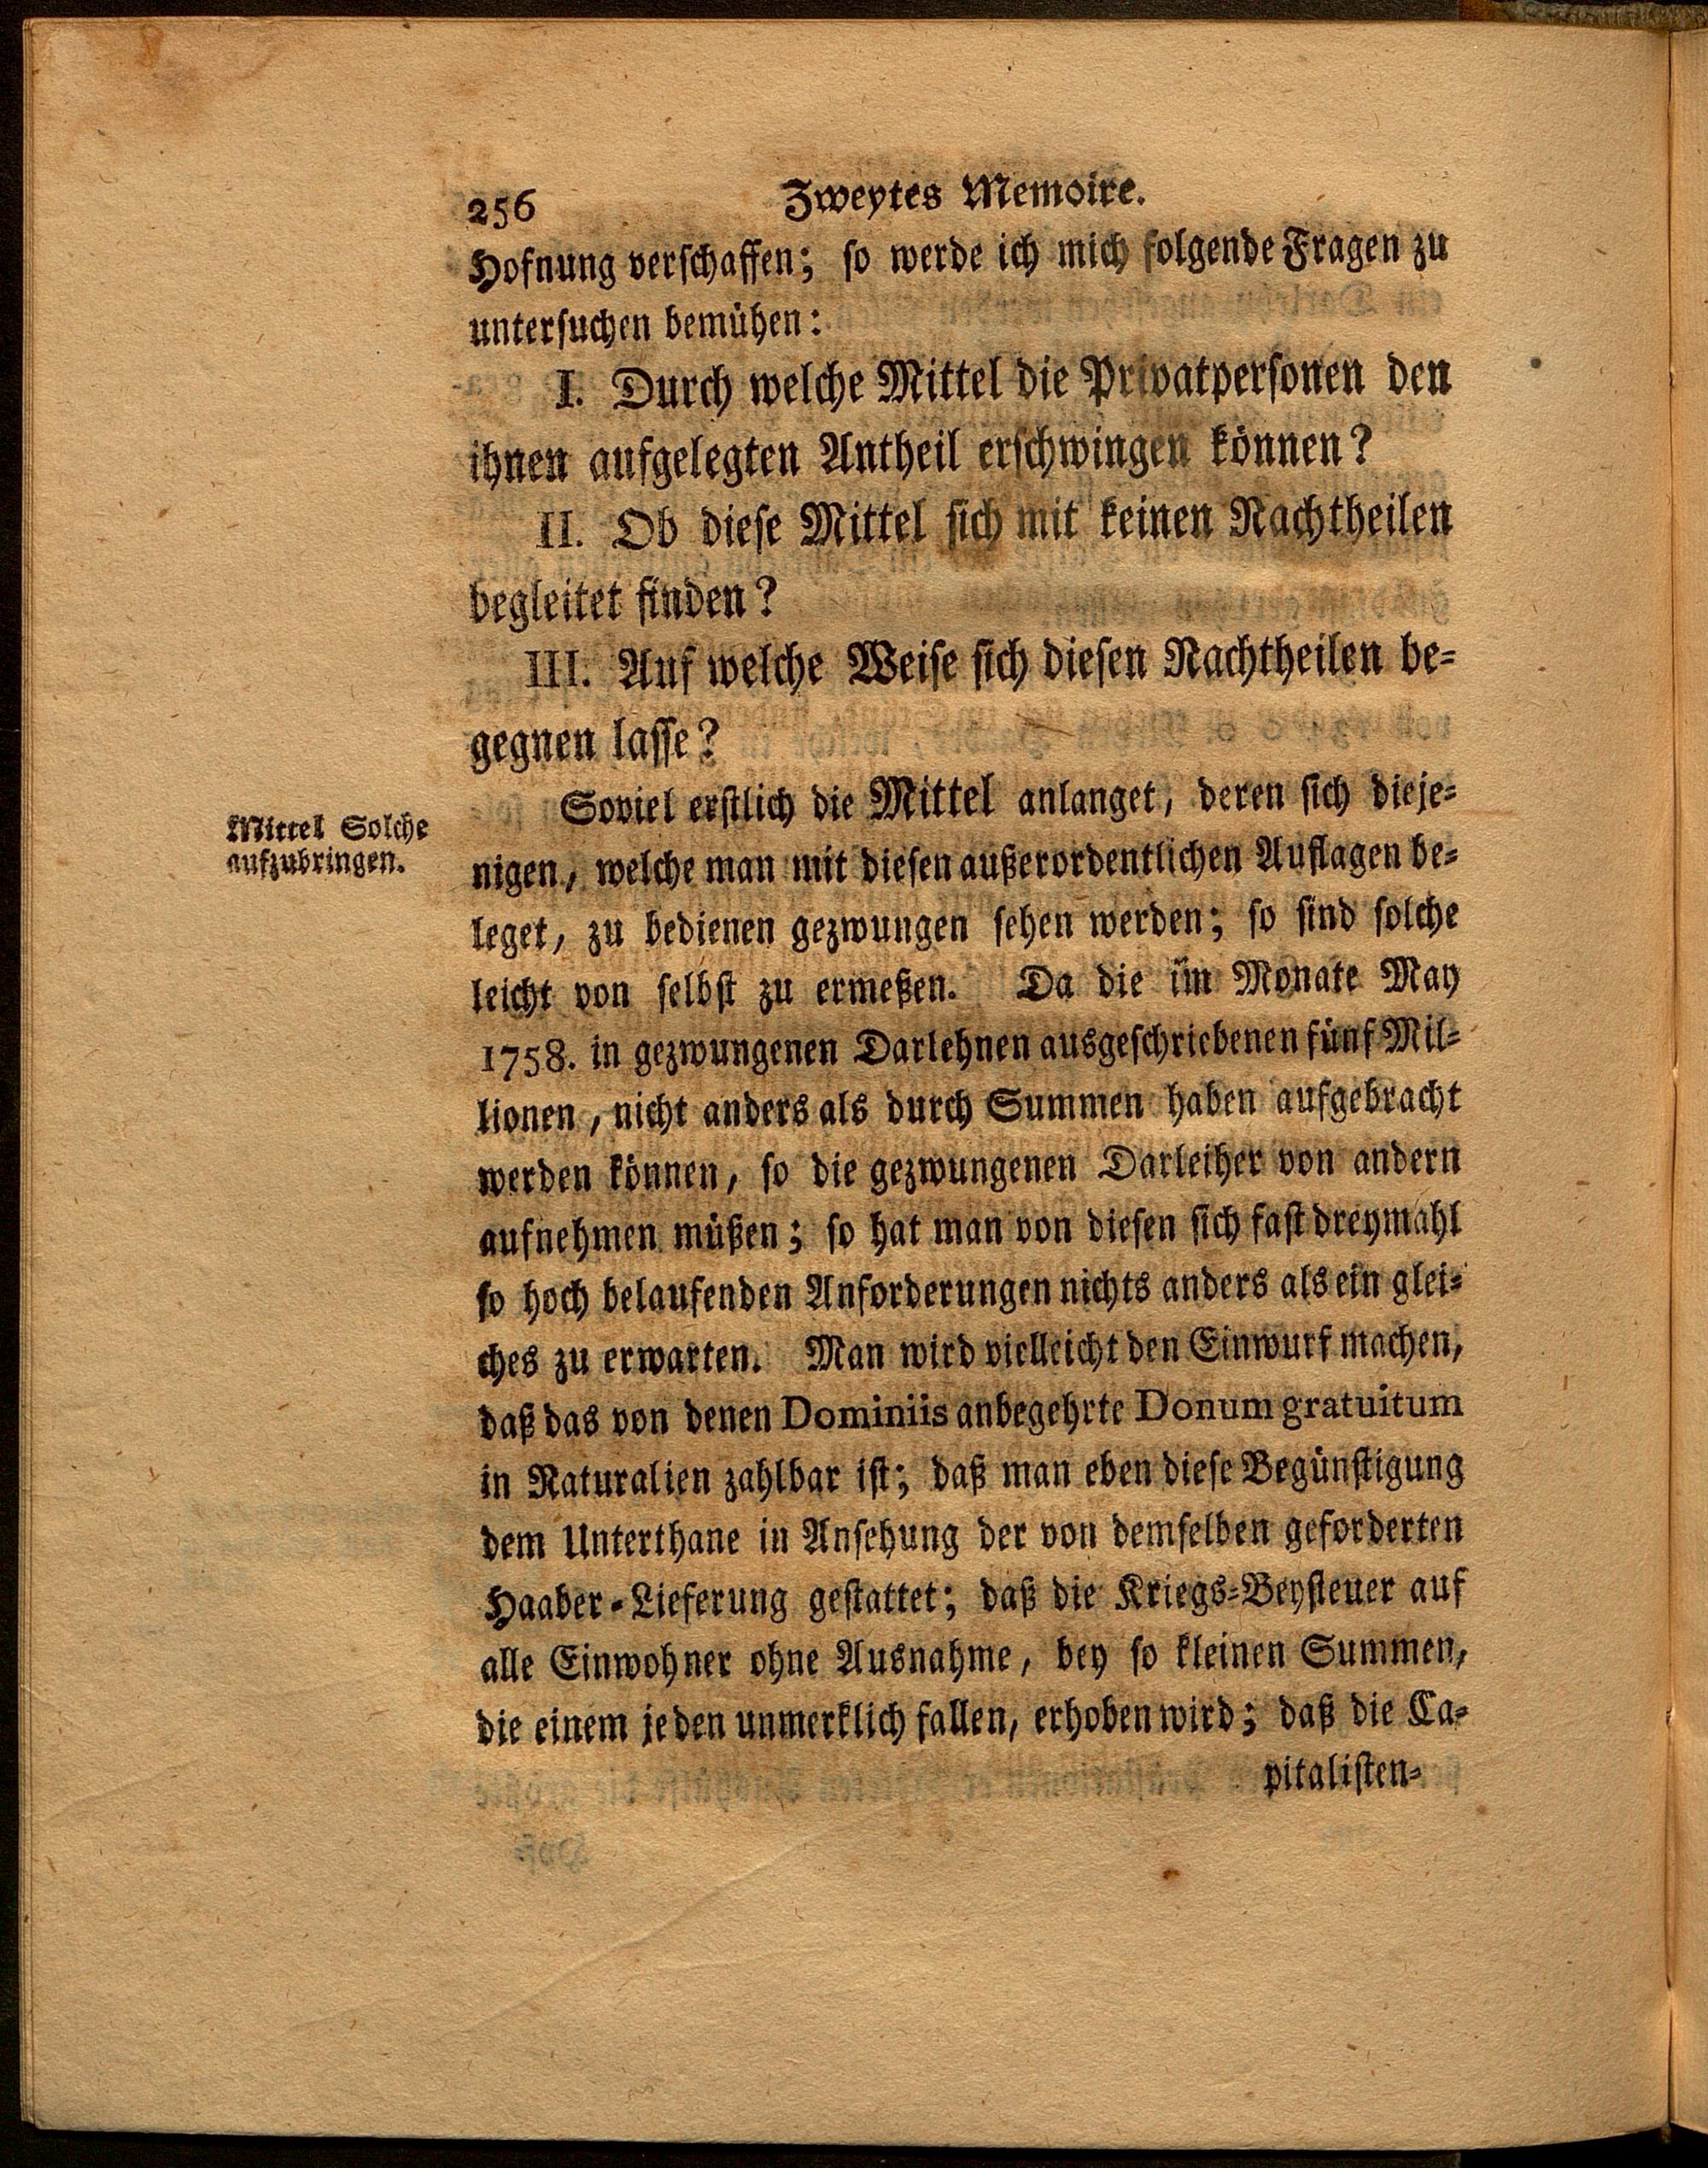 256 Zweytes Memoire.
Hofnung verschaffen; so werde ich mich folgende Fragen zu
untersuchen bemühen:
I. Durch welche Mittel die Privatpersonen den
ihnen aufgelegten Antheil erschwingen können?
II. Ob diese Mittel sich mit keinen Nachtheilen
begleitet finden?
III. Auf welche Weise sich diesen Nachtheilen be-
gegnen lasse?
Mittel Solche
aufzubringen.
Soviel erstlich die Mittel anlanget, deren sich dieje-
nigen, welche man mit diesen außerordentlichen Auflagen be-
leget, zu bedienen gezwungen sehen werden; so sind solche
leicht von selbst zu ermeßen. Da die im Monate May
1758. in gezwungenen Darlehnen ausgeschriebenen fünf Mil-
lionen, nicht anders als durch Summen haben aufgebracht
werden können, so die gezwungenen Darleiher von andern
aufnehmen müßen; so hat man von diesen sich fast dreymahl
so hoch belaufenden Anforderungen nichts anders als ein glei-
ches zu erwarten. Man wird vielleicht den Einwurf machen,
daß das von denen Dominiis anbegehrte Donum gratuitum
in Naturalien zahlbar ist; daß man eben diese Begünstigung
dem Unterthane in Ansehung der von demselben geforderten
Haaber-Lieferung gestattet; daß die Kriegs-Beysteuer auf
alle Einwohner ohne Ausnahme, bey so kleinen Summen,
die einem jeden unmerklich fallen, erhoben wird; daß die Ca-
pitalisten-